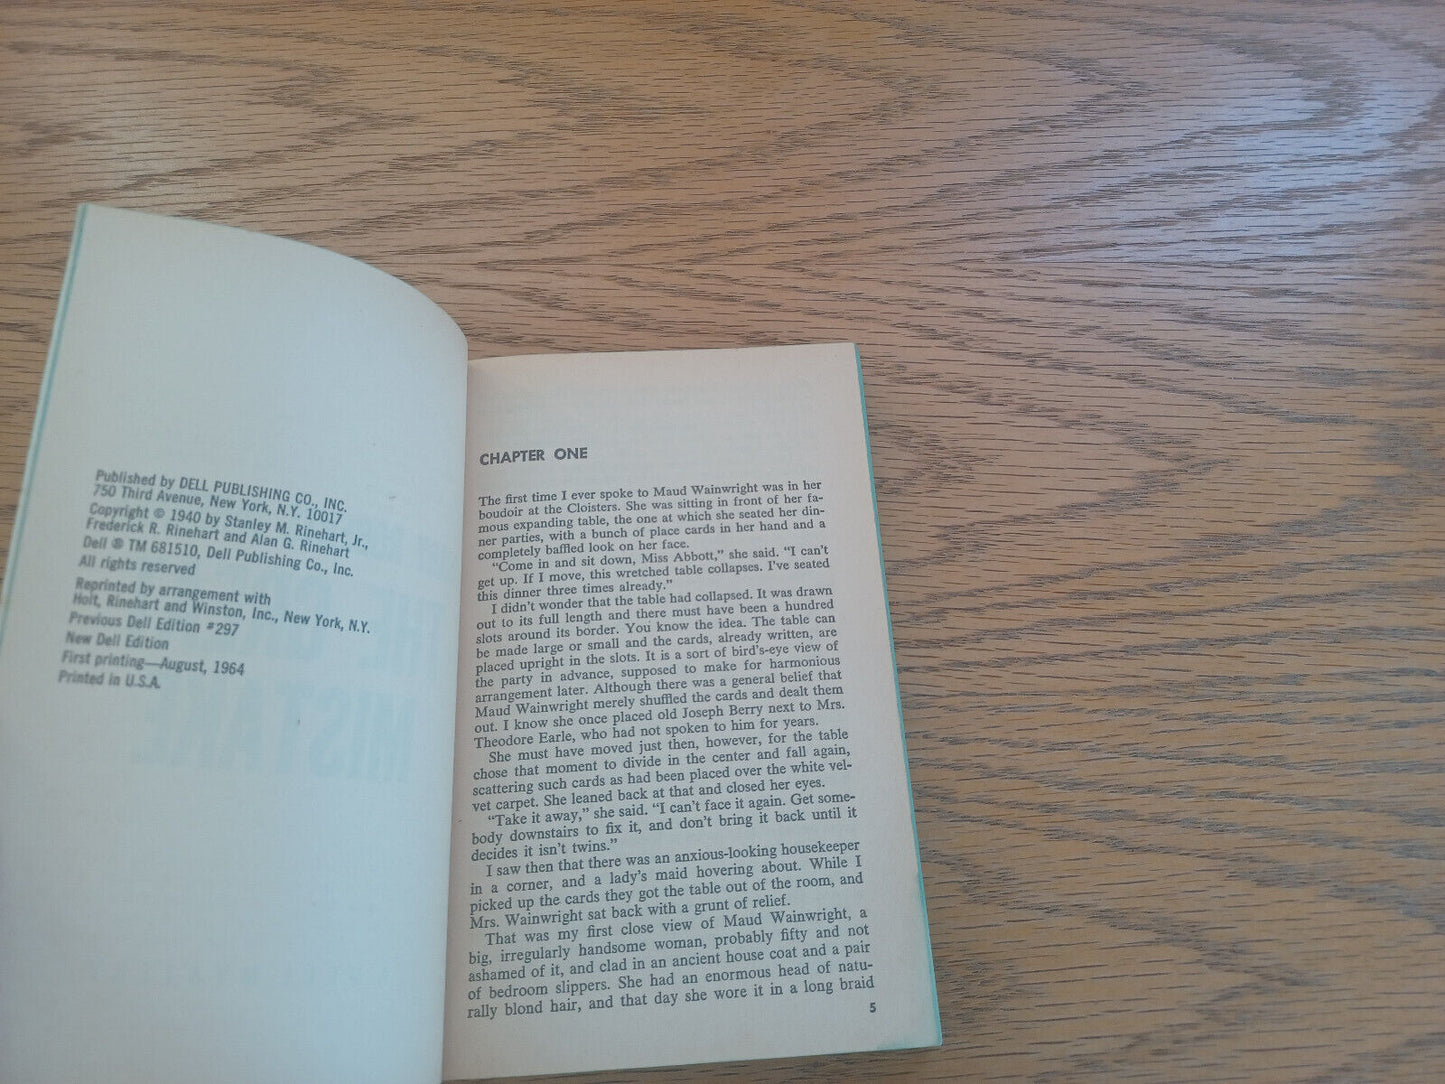 Published by DELL PUBLISHING CO., INC.
750 Third Avenue, New York, N.Y. 10017
Copyright © 1940 by Stanley M. Rinehart, Jr.,
Frederick R. Rinehart and Alan G. Rinehart
Dell ® TM 681510, Dell Publishing Co., Inc.
All rights reserved
Reprinted by arrangement with
Holt, Rinehart and Winston, Inc., New York, N.Y.
Previous Dell Edition #297
New Dell Edition
First printing—August, 1964
Printed in U.S.A.
CHAPTER ONE
The first time I ever spoke to Maud Wainwright was in her
boudoir at the Cloisters. She was sitting in front of her fa-
mous expanding table, the one at which she seated her din-
ner parties, with a bunch of place cards in her hand and a
completely baffled look on her face.
"Come in and sit down, Miss Abbott," she said. "I can't
get up. If I move, this wretched table collapses. I've seated
this dinner three times already."
I didn't wonder that the table had collapsed. It was drawn
out to its full length and there must have been a hundred
slots around its border. You know the idea. The table can
be made large or small and the cards, already written, are
placed upright in the slots. It is a sort of bird's-eye view of
the party in advance, supposed to make for harmonious
arrangement later. Although there was a general belief that
Maud Wainwright merely shuffled the cards and dealt them
out. I know she once placed old Joseph Berry next to Mrs.
Theodore Earle, who had not spoken to him for years.
She must have moved just then, however, for the table
chose that moment to divide in the center and fall again,
scattering such cards as had been placed over the white vel-
vet carpet. She leaned back at that and closed her eyes.
"Take it away," she said. "I can't face it again. Get some-
body downstairs to fix it, and don't bring it back until it
decides it isn't twins."
I saw then that there was an anxious-looking housekeeper
in a corner, and a lady's maid hovering about. While I
picked up the cards they got the table out of the room, and
Mrs. Wainwright sat back with a grunt of relief.
That was my first close view of Maud Wainwright, a
big, irregularly handsome woman, probably fifty and not
ashamed of it, and clad in an ancient house coat and a pair
of bedroom slippers. She had an enormous head of natu-
rally blond hair, and that day she wore it in a long braid
5